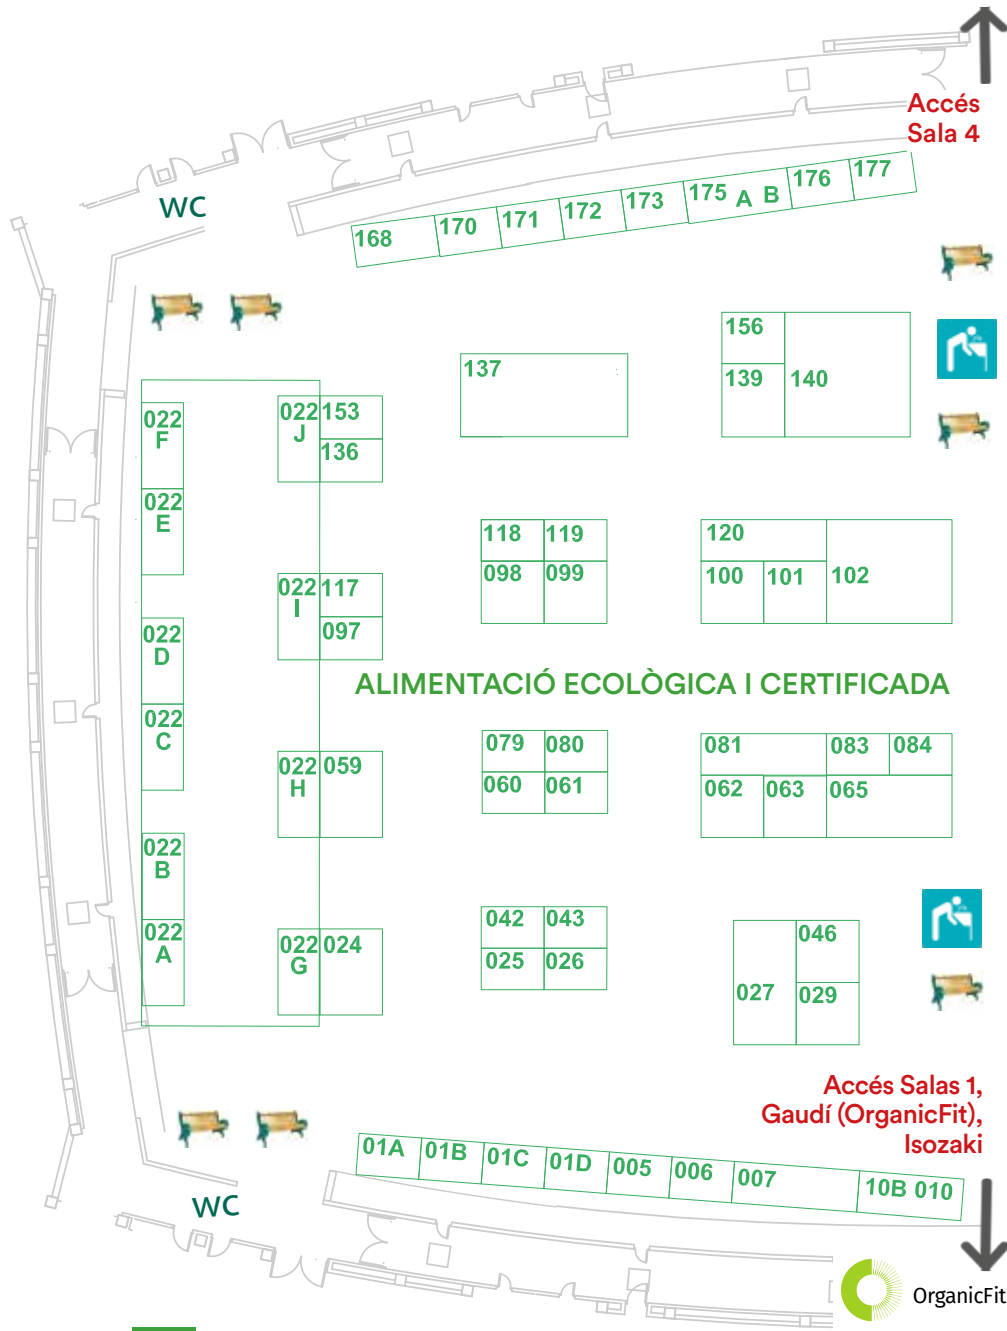 Accés
Sala 4
WC
168
170
171
172
173
175 A B
176
177
156
139
140
137
022
F
022
E
022
J
153
136
118
119
098
099
120
100
101
102
022
D
022
C
022
I
117
097
ALIMENTACIÓ ECOLÒGICA I CERTIFICADA
079
080
060
061
081
083
084
062
063
065
022
H
059
022
B
022
A
022
G
024
042
043
025
026
027
046
029
Accés Salas 1,
Gaudí (OrganicFit),
Isozaki
01A
01B
01C
01D
005
006
007
10B 010
WC
OrganicFit